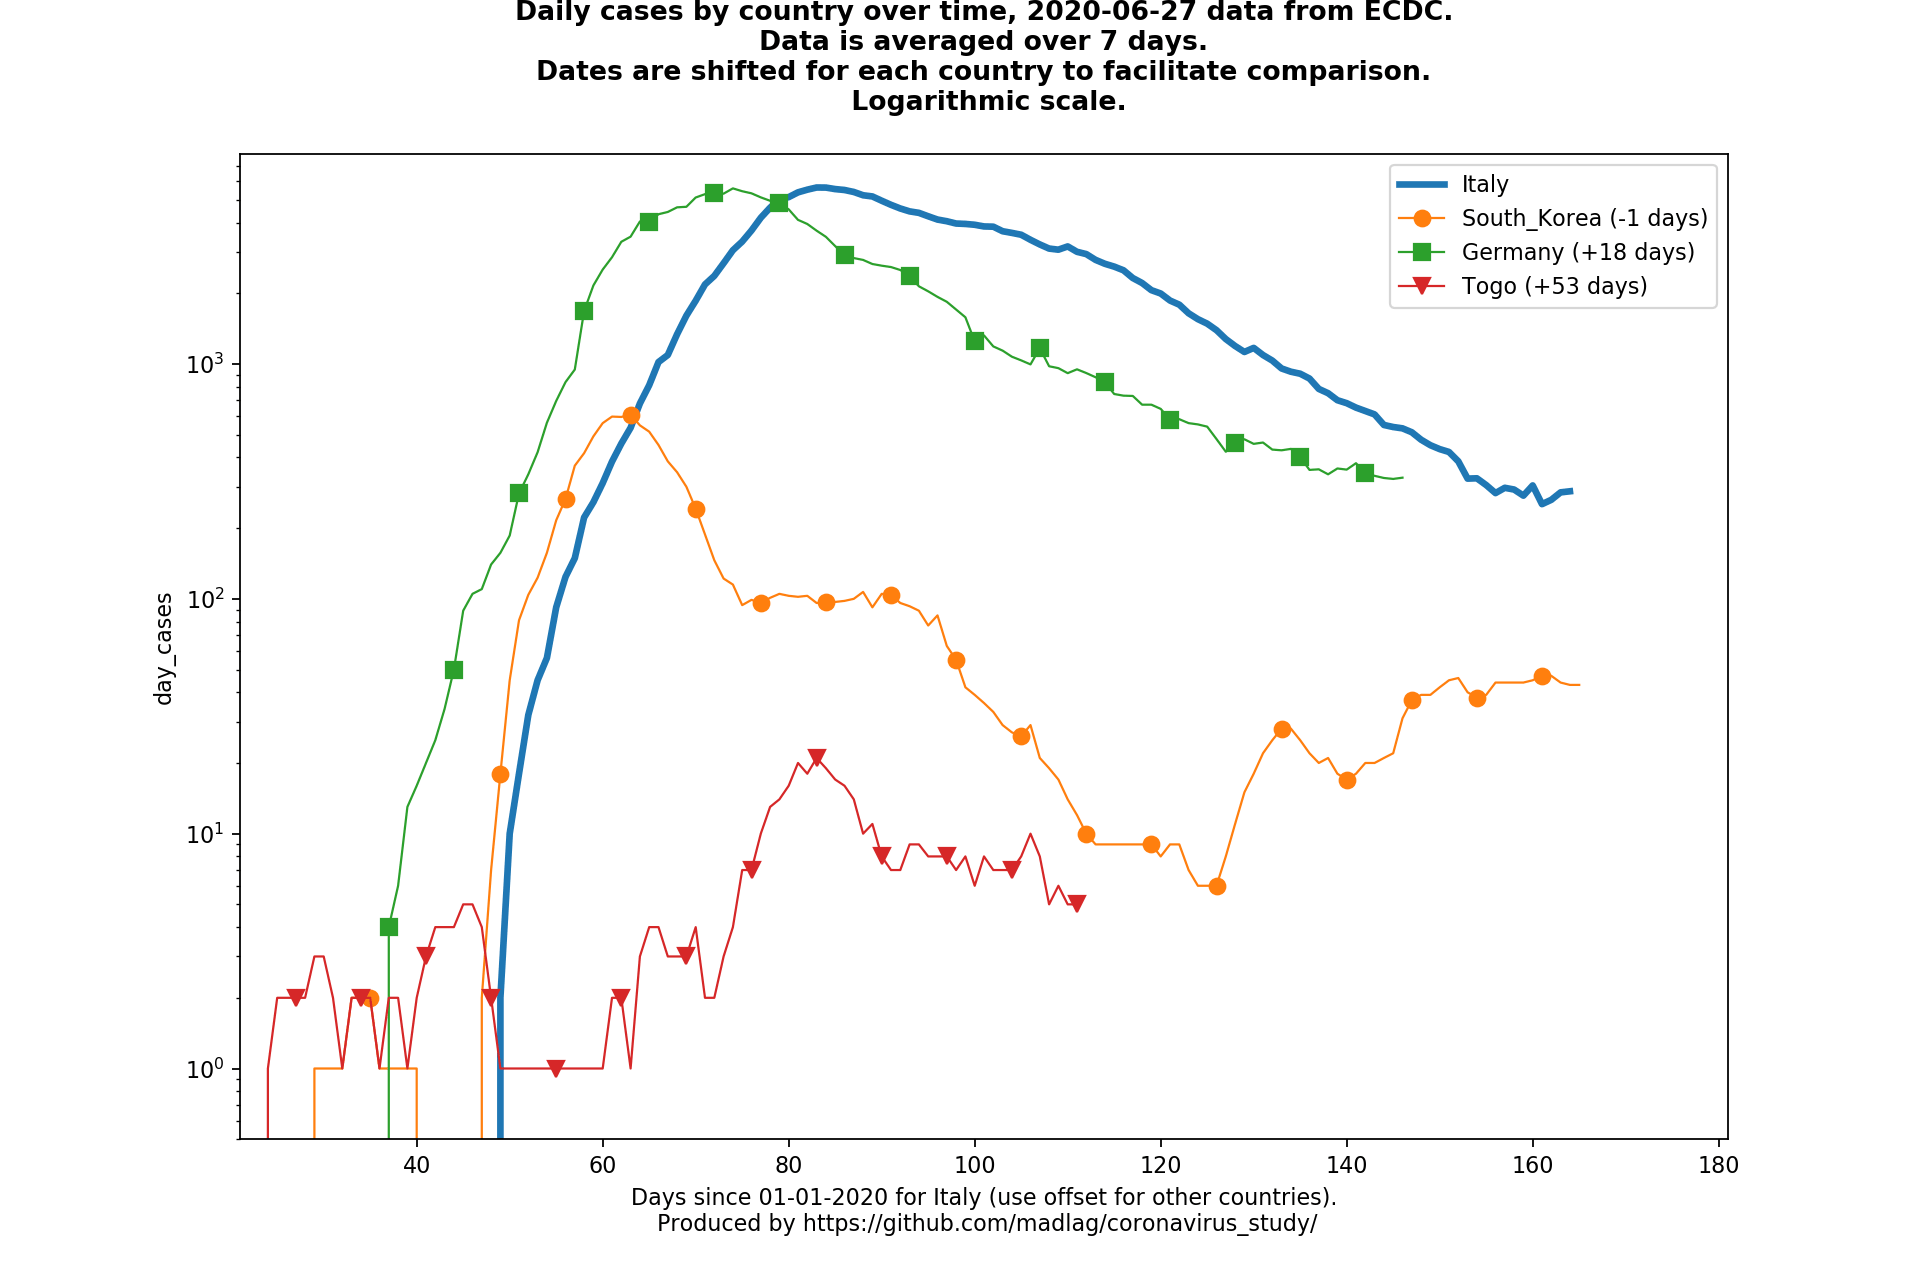 Daily cases by country over time, 2020-06-27 data from ECDC.
Data is averaged over 7 days.
Dates are shifted for each country to facilitate comparison.
Logarithmic scale.
Italy
South_Korea (-1 days)
Germany (+18 days)
Togo (+53 days)
10³
10²
10¹
10⁰
day_cases
40 60 80 100 120 140 160 180
Days since 01-01-2020 for Italy (use offset for other countries).
Produced by https://github.com/madlag/coronavirus_study/